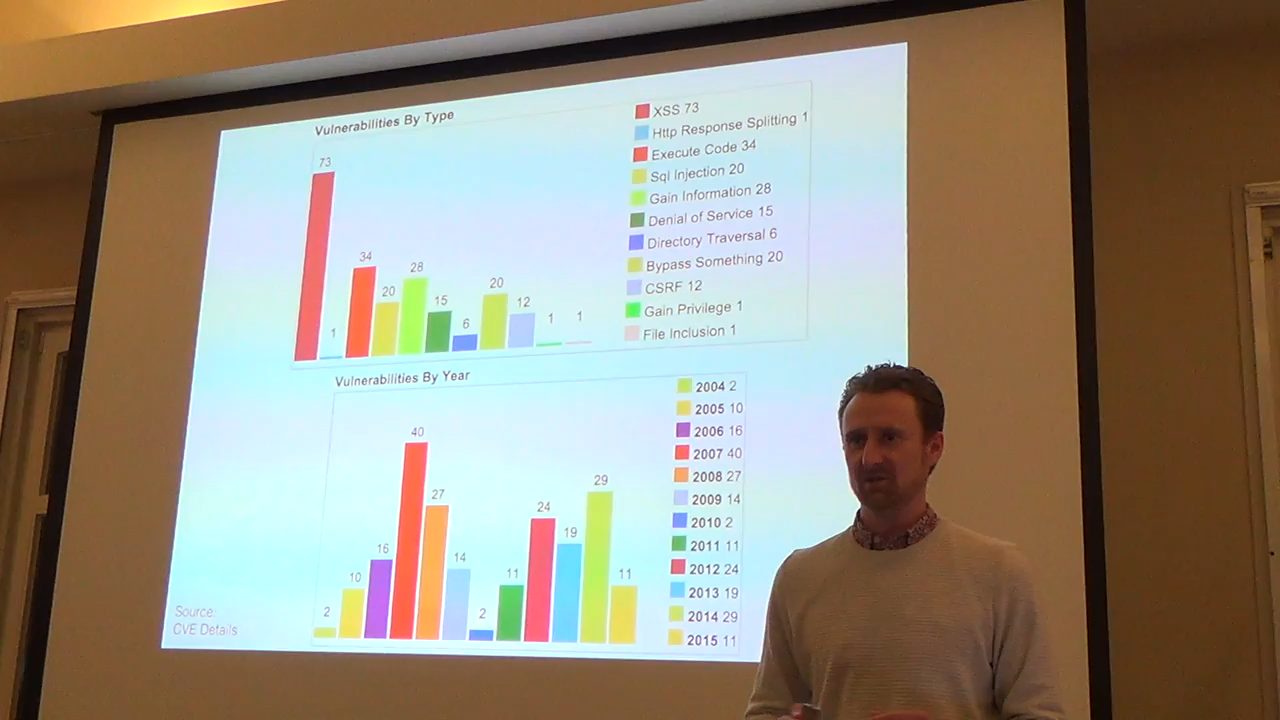 Vulnerabilities By Type
73
1
34
20
28
15
6
20
12
1
1
XSS 73
Http Response Splitting 1
Execute Code 34
Sql Injection 20
Gain Information 28
Denial of Service 15
Directory Traversal 6
Bypass Something 20
CSRF 12
Gain Privilege 1
File Inclusion 1
Vulnerabilities By Year
2
10
16
40
27
14
2
11
24
19
29
11
2004 2
2005 10
2006 16
2007 40
2008 27
2009 14
2010 2
2011 11
2012 24
2013 19
2014 29
2015 11
Source:
CVE Details